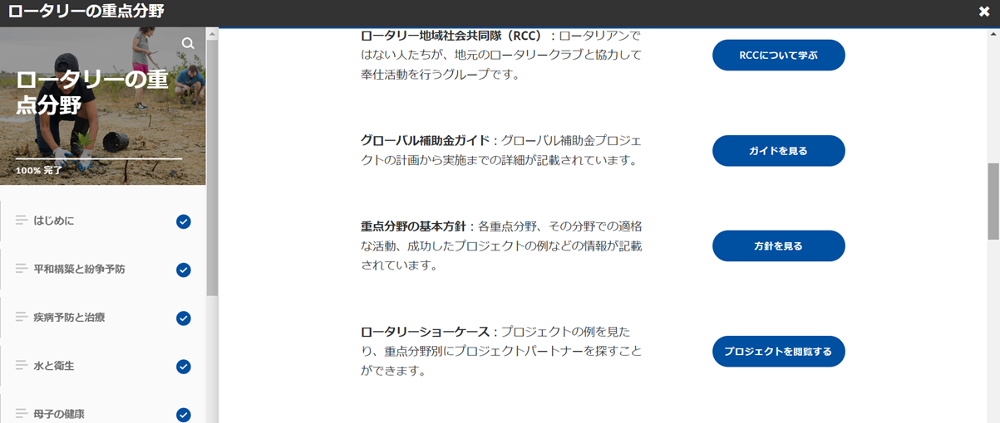 ロータリーの重点分野
ロータリーの重
点分野
100% 完了
はじめに
平和構築と紛争予防
疾病予防と治療
水と衛生
母子の健康
ロータリー地域社会共同隊（RCC）：ロータリアンで
はない人たちが、地元のロータリークラブと協力して
奉仕活動を行うグループです。
RCCについて学ぶ
グローバル補助金ガイド：グローバル補助金プロジェ
クトの計画から実施までの詳細が記載されています。
ガイドを見る
重点分野の基本方針：各重点分野、その分野での適格
な活動、成功したプロジェクトの例などの情報が記載
されています。
方針を見る
ロータリーショーケース：プロジェクトの例を見た
り、重点分野別にプロジェクトパートナーを探すこと
ができます。
プロジェクトを閲覧する